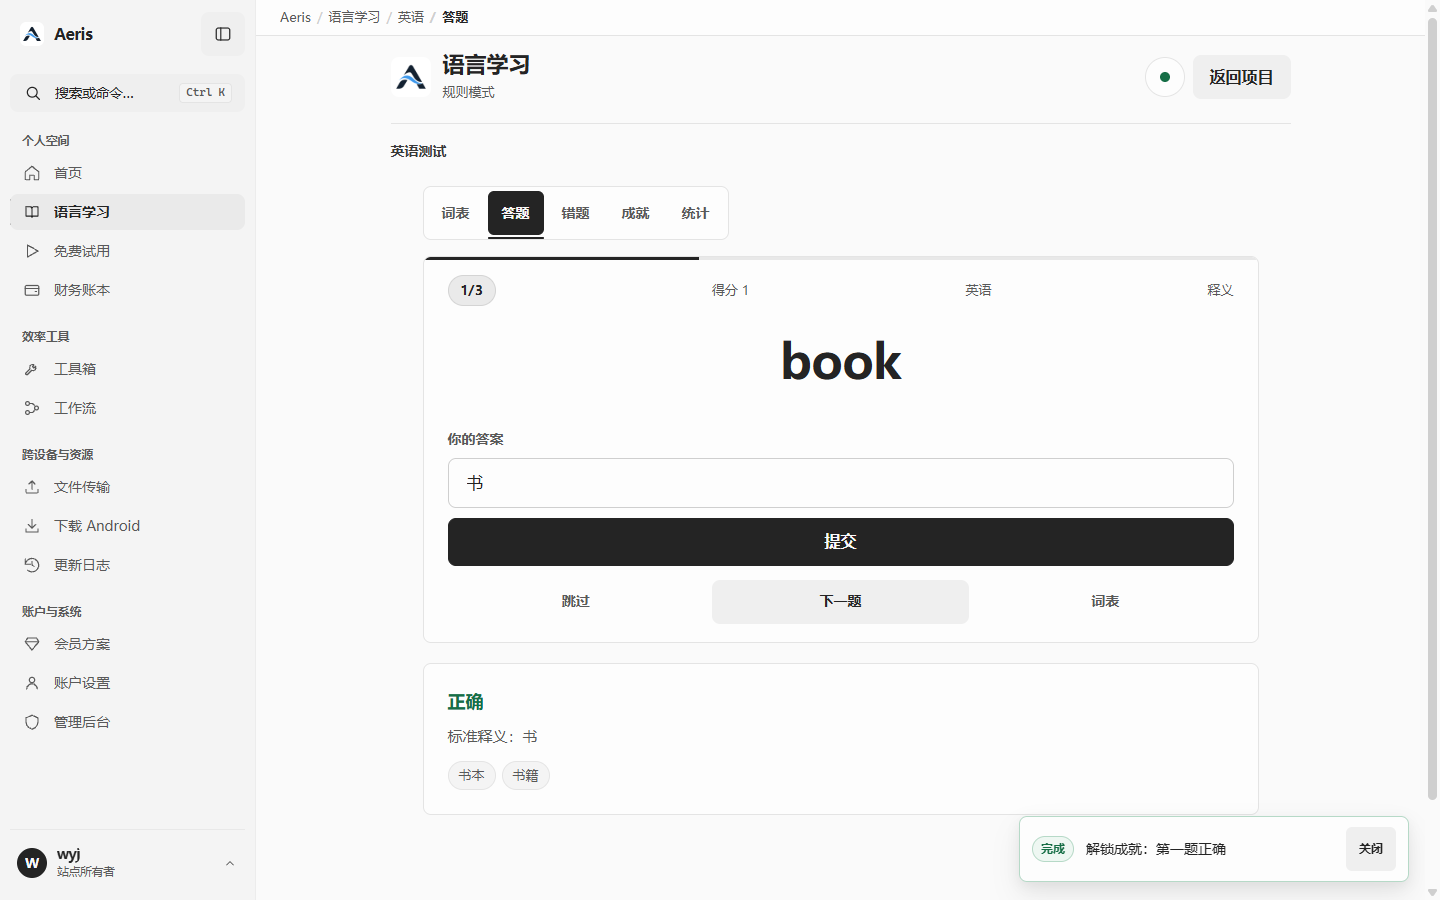 Aeris
搜索或命令... Ctrl K
个人空间
首页
语言学习
免费试用
财务账本
效率工具
工具箱
工作流
跨设备与资源
文件传输
下载 Android
更新日志
账户与系统
会员方案
账户设置
管理后台
W
wyj
站点所有者
Aeris / 语言学习 / 英语 / 答题
语言学习
规则模式
返回项目
英语测试
词表 答题 错题 成就 统计
1/3 得分 1 英语 释义
book
你的答案
书
提交
跳过 下一题 词表
正确
标准释义：书
书本 书籍
完成 解锁成就：第一题正确 关闭